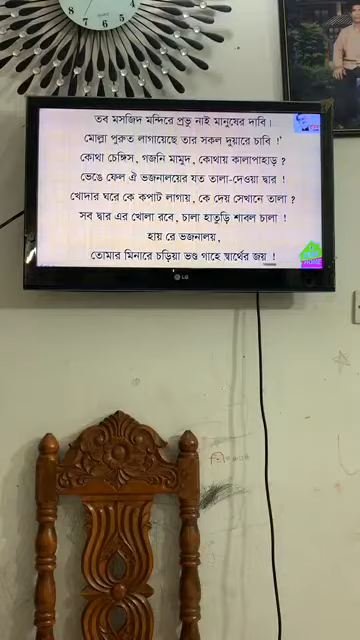 তব মসজিদ মন্দিরে প্রভু নাই মানুষের দাবি।
মোল্লা পুরুত লাগায়েছে তার সকল দুয়ারে চাবি !'
কোথা চেঙ্গিস, গজনি মামুদ, কোথায় কালাপাহাড় ?
ভেঙে ফেল ঐ ভজনালয়ের যত তালা-দেওয়া দ্বার !
খোদার ঘরে কে কপাট লাগায়, কে দেয় সেখানে তালা ?
সব দ্বার এর খোলা রবে, চালা হাতুড়ি শাবল চালা !
হায় রে ভজনালয়,
তোমার মিনারে চড়িয়া ভণ্ড গাহে স্বার্থের জয় !
LG